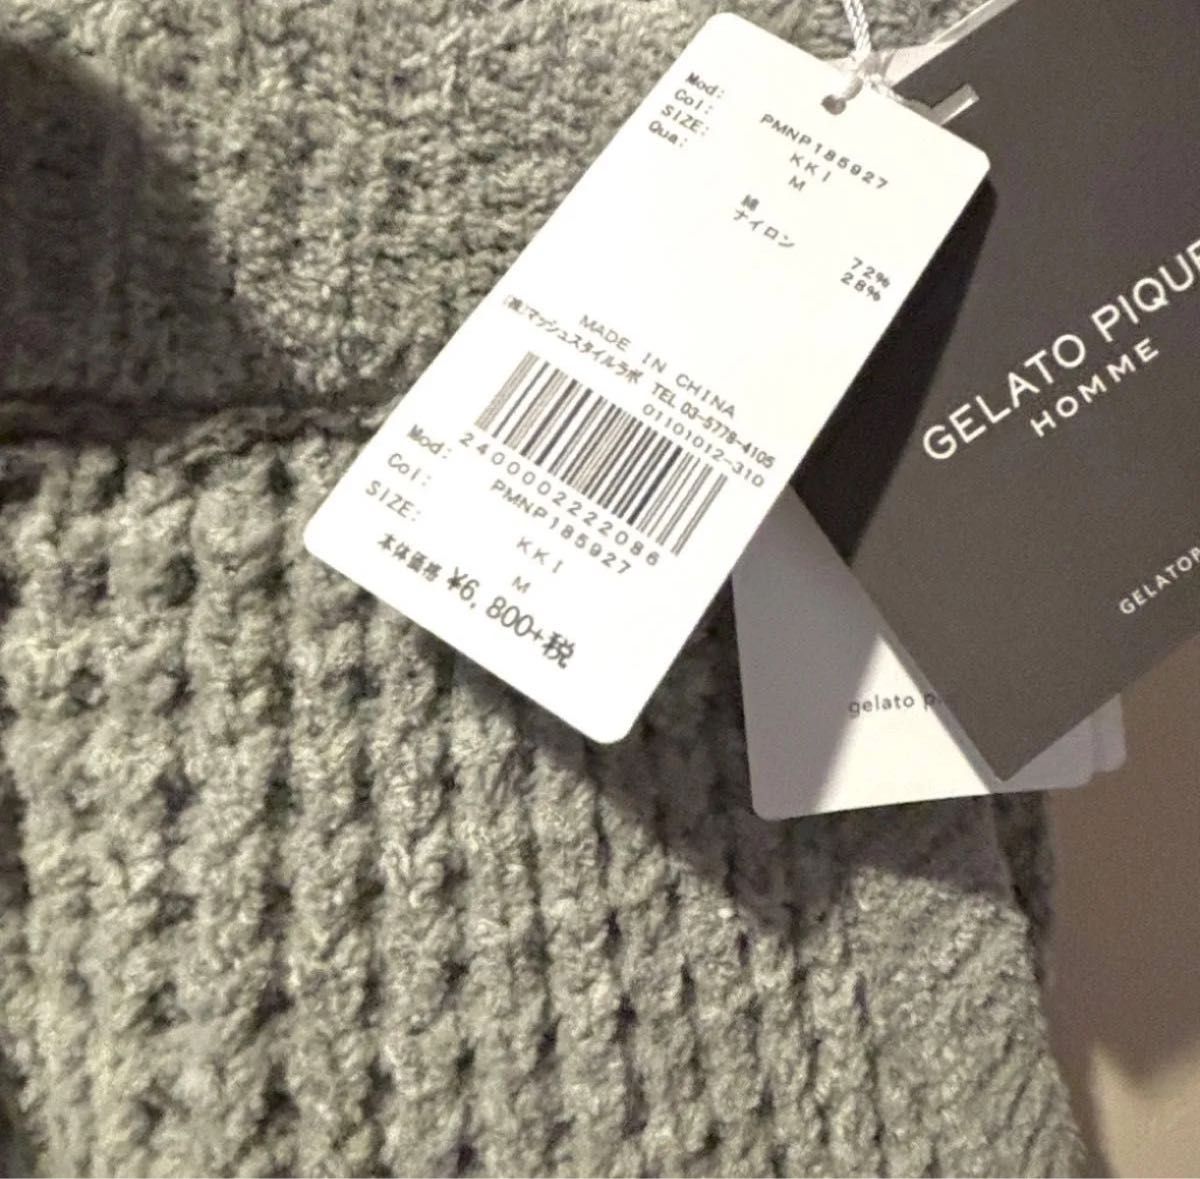 Mod: PMNP185927
Col: KKI
SIZE: M
Qua:
綿 72%
ナイロン 28%
MADE IN CHINA
(株)マッシュスタイルラボ TEL 03-5778-4105
01101012-310
2400002222086
Mod: PMNP185927
Col: KKI
SIZE: M
本体価格 ¥6,800+税
GELATO PIQUE
HOMME
GELATOP
gelato p